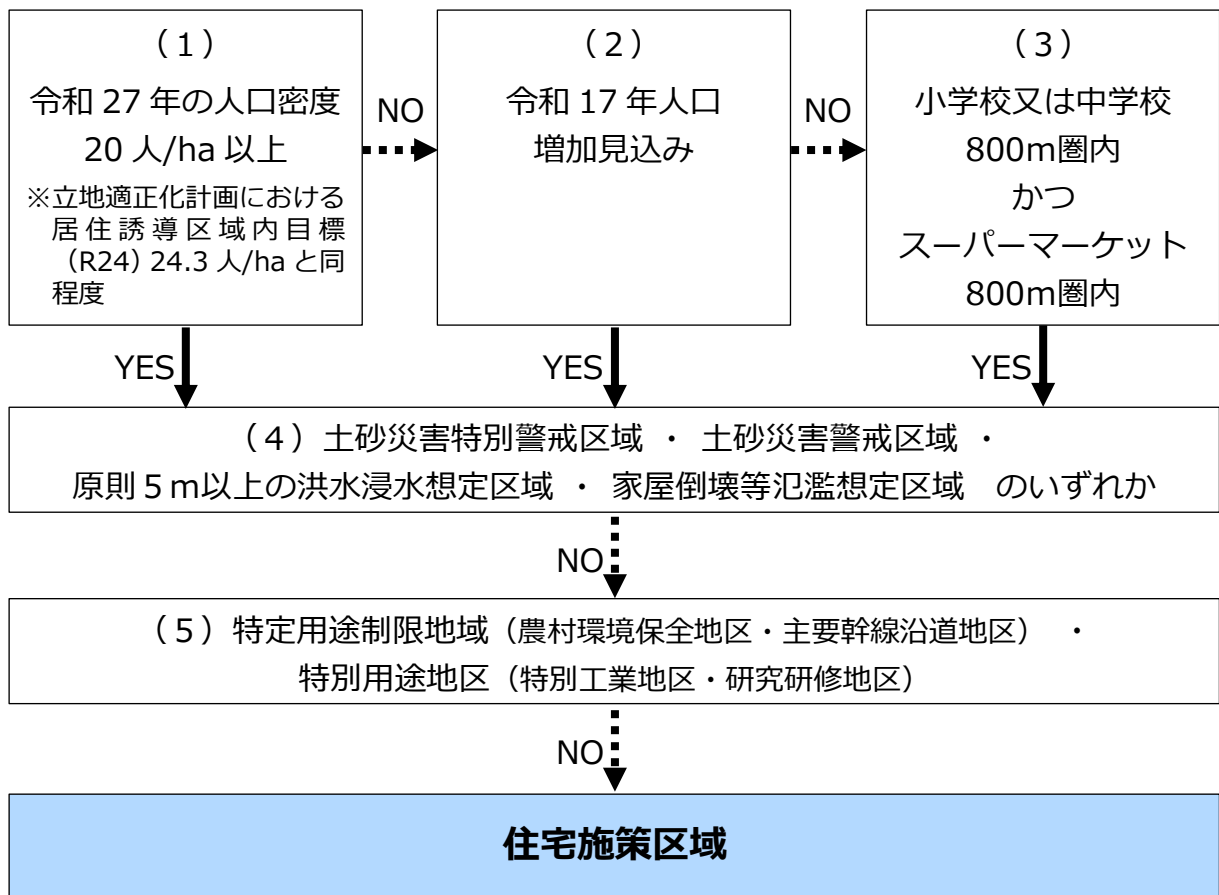 （１）
令和 27 年の人口密度
20 人/ha 以上
※立地適正化計画における
居住誘導区域内目標
（R24）24.3 人/ha と同
程度
NO
（２）
令和 17 年人口
増加見込み
NO
（３）
小学校又は中学校
800m圏内
かつ
スーパーマーケット
800m圏内
YES
YES
YES
（４）土砂災害特別警戒区域 ・ 土砂災害警戒区域 ・
原則５ｍ以上の洪水浸水想定区域 ・ 家屋倒壊等氾濫想定区域　のいずれか
NO
（５）特定用途制限地域（農村環境保全地区・主要幹線沿道地区） ・
特別用途地区（特別工業地区・研究研修地区）
NO
住宅施策区域